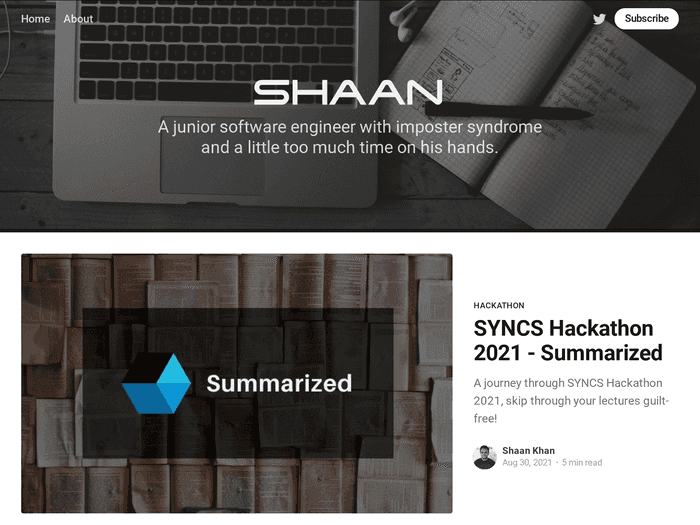 Home About
Subscribe
SHAAN
A junior software engineer with imposter syndrome
and a little too much time on his hands.
Summarized
HACKATHON
SYNCS Hackathon
2021 - Summarized
A journey through SYNCS Hackathon
2021, skip through your lectures guilt-
free!
Shaan Khan
Aug 30, 2021 • 5 min read